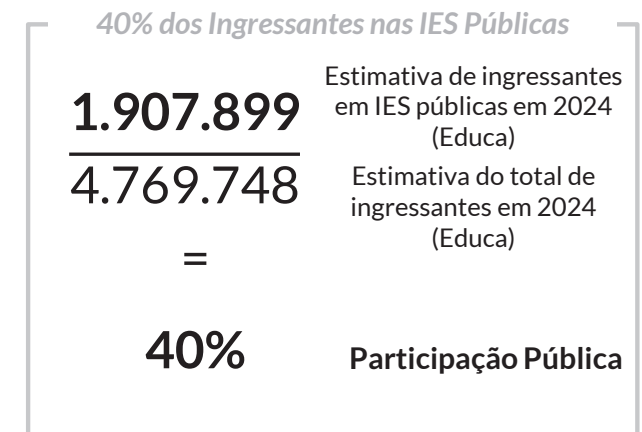 40% dos Ingressantes nas IES Públicas
1.907.899
Estimativa de ingressantes
em IES públicas em 2024
(Educa)
4.769.748
Estimativa do total de
ingressantes em 2024
(Educa)
=
40%
Participação Pública